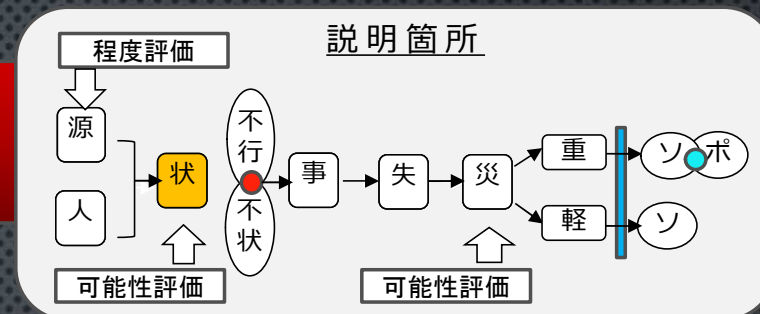 説明箇所
程度評価
源
人
状
不行
不状
事
失
災
重
軽
ソ
ポ
ソ
可能性評価
可能性評価